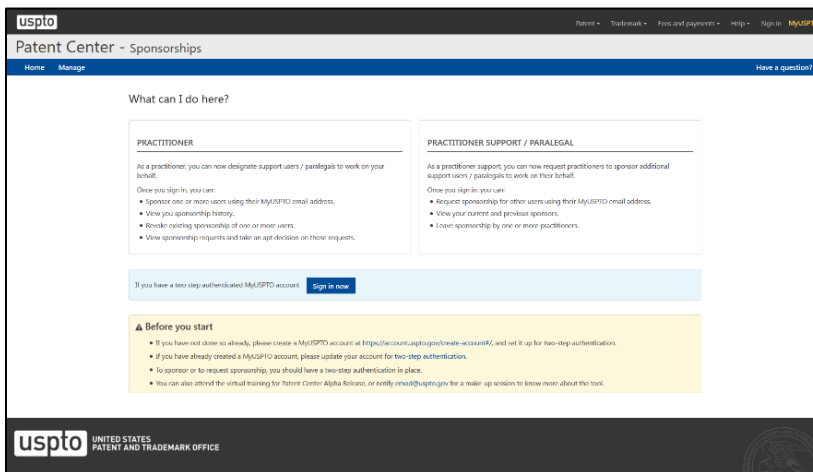 uspto
Patent Trademark Fees and payments Help Sign in MyUSPT
Patent Center - Sponsorships
Home Manage Have a question?
What can I do here?
PRACTITIONER
As a practitioner, you can now designate support users / paralegals to work on your
behalf.
Once you sign in, you can:
Sponsor one or more users using their MyUSPTO email address.
View you sponsorship history.
Revoke existing sponsorship of one or more users.
View sponsorship requests and take an apt decision on those requests.
PRACTITIONER SUPPORT / PARALEGAL
As a practitioner support, you can now request practitioners to sponsor additional
support users / paralegals to work on their behalf.
Once you sign in, you can:
Request sponsorship for other users using their MyUSPTO email address.
View your current and previous sponsors.
Leave sponsorship by one or more practitioners.
If you have a two step authenticated MyUSPTO account Sign in now
Before you start
If you have not done so already, please create a MyUSPTO account at https://account.uspto.gov/create-account#/, and set it up for two-step authentication.
If you have already created a MyUSPTO account, please update your account for two-step authentication.
To sponsor or to request sponsorship, you should have a two-step authentication in place.
You can also attend the virtual training for Patent Center Alpha Release, or notify emod@uspto.gov for a make-up session to know more about the tool.
uspto
UNITED STATES
PATENT AND TRADEMARK OFFICE